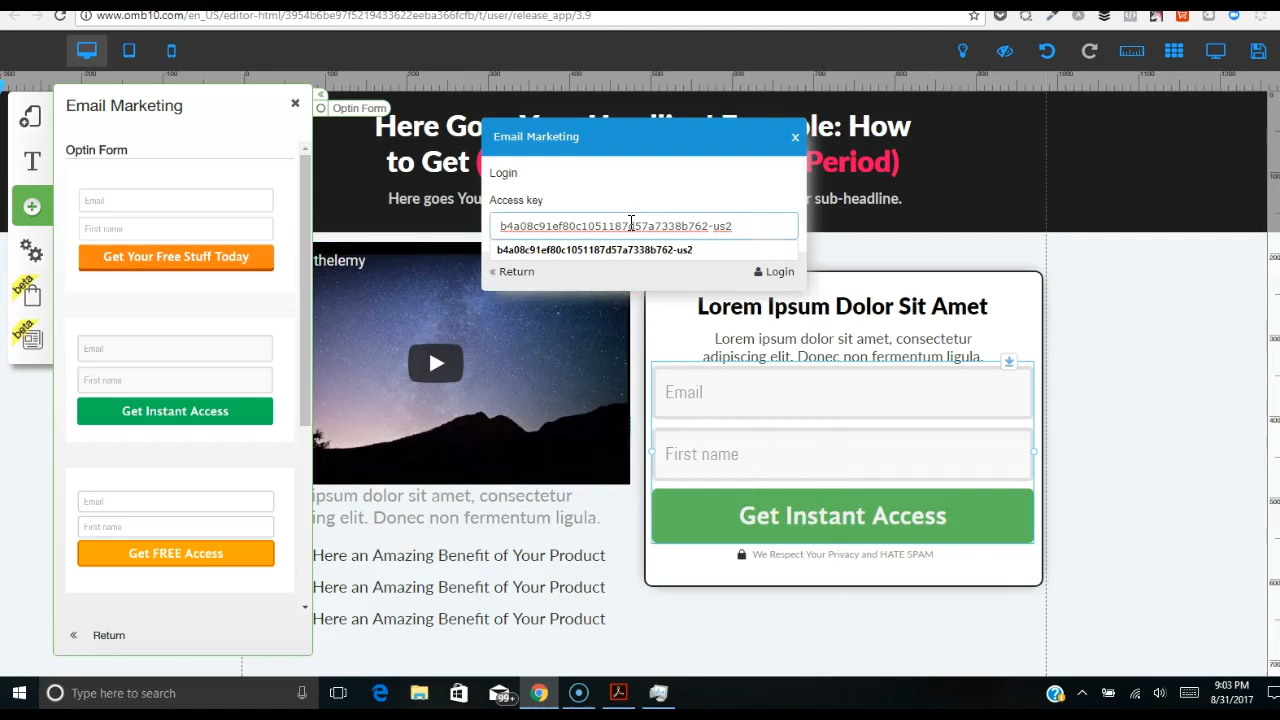 www.omb10.com/en_US/editor-html/3954b6be97f5219433622eeba366fcfb/t/user/release_app/3.9
Email Marketing
Optin Form
Email
First name
Get Your Free Stuff Today
Email
First name
Get Instant Access
Email
First name
Get FREE Access
Return
beta
beta
Optin Form
to Get
Period)
Here goes Y
sub-headline.
Email Marketing
x
Login
Access key
b4a08c91ef80c1051187d57a7338b762-us2
b4a08c91ef80c1051187d57a7338b762-us2
« Return
Login
thelemy
ipsum dolor sit amet, consectetur
ing elit. Donec non fermentum ligula.
Here an Amazing Benefit of Your Product
Here an Amazing Benefit of Your Product
Here an Amazing Benefit of Your Product
Lorem Ipsum Dolor Sit Amet
Lorem ipsum dolor sit amet, consectetur
adipiscing elit. Donec non fermentum ligula.
Email
First name
Get Instant Access
We Respect Your Privacy and HATE SPAM
Type here to search
99+
9:03 PM
8/31/2017